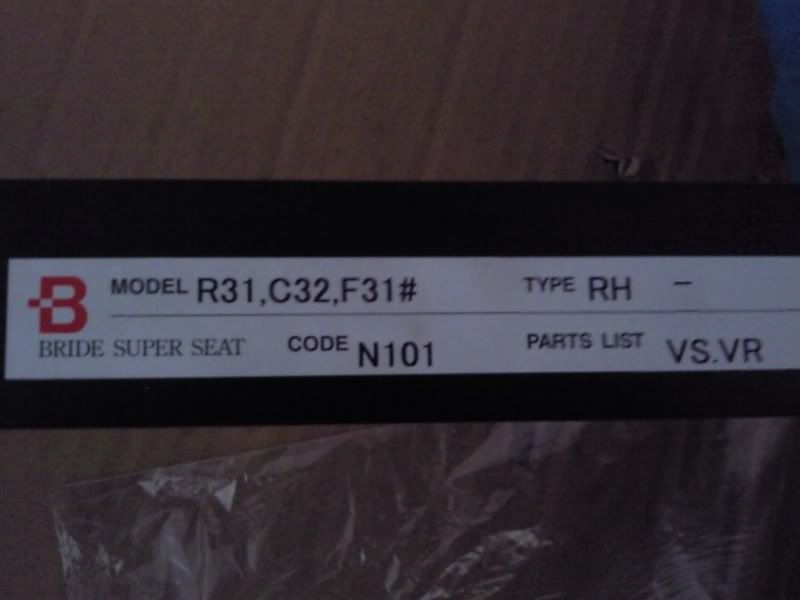 B MODEL R31,C32,F31# TYPE RH -
BRIDE SUPER SEAT CODE N101 PARTS LIST VS.VR